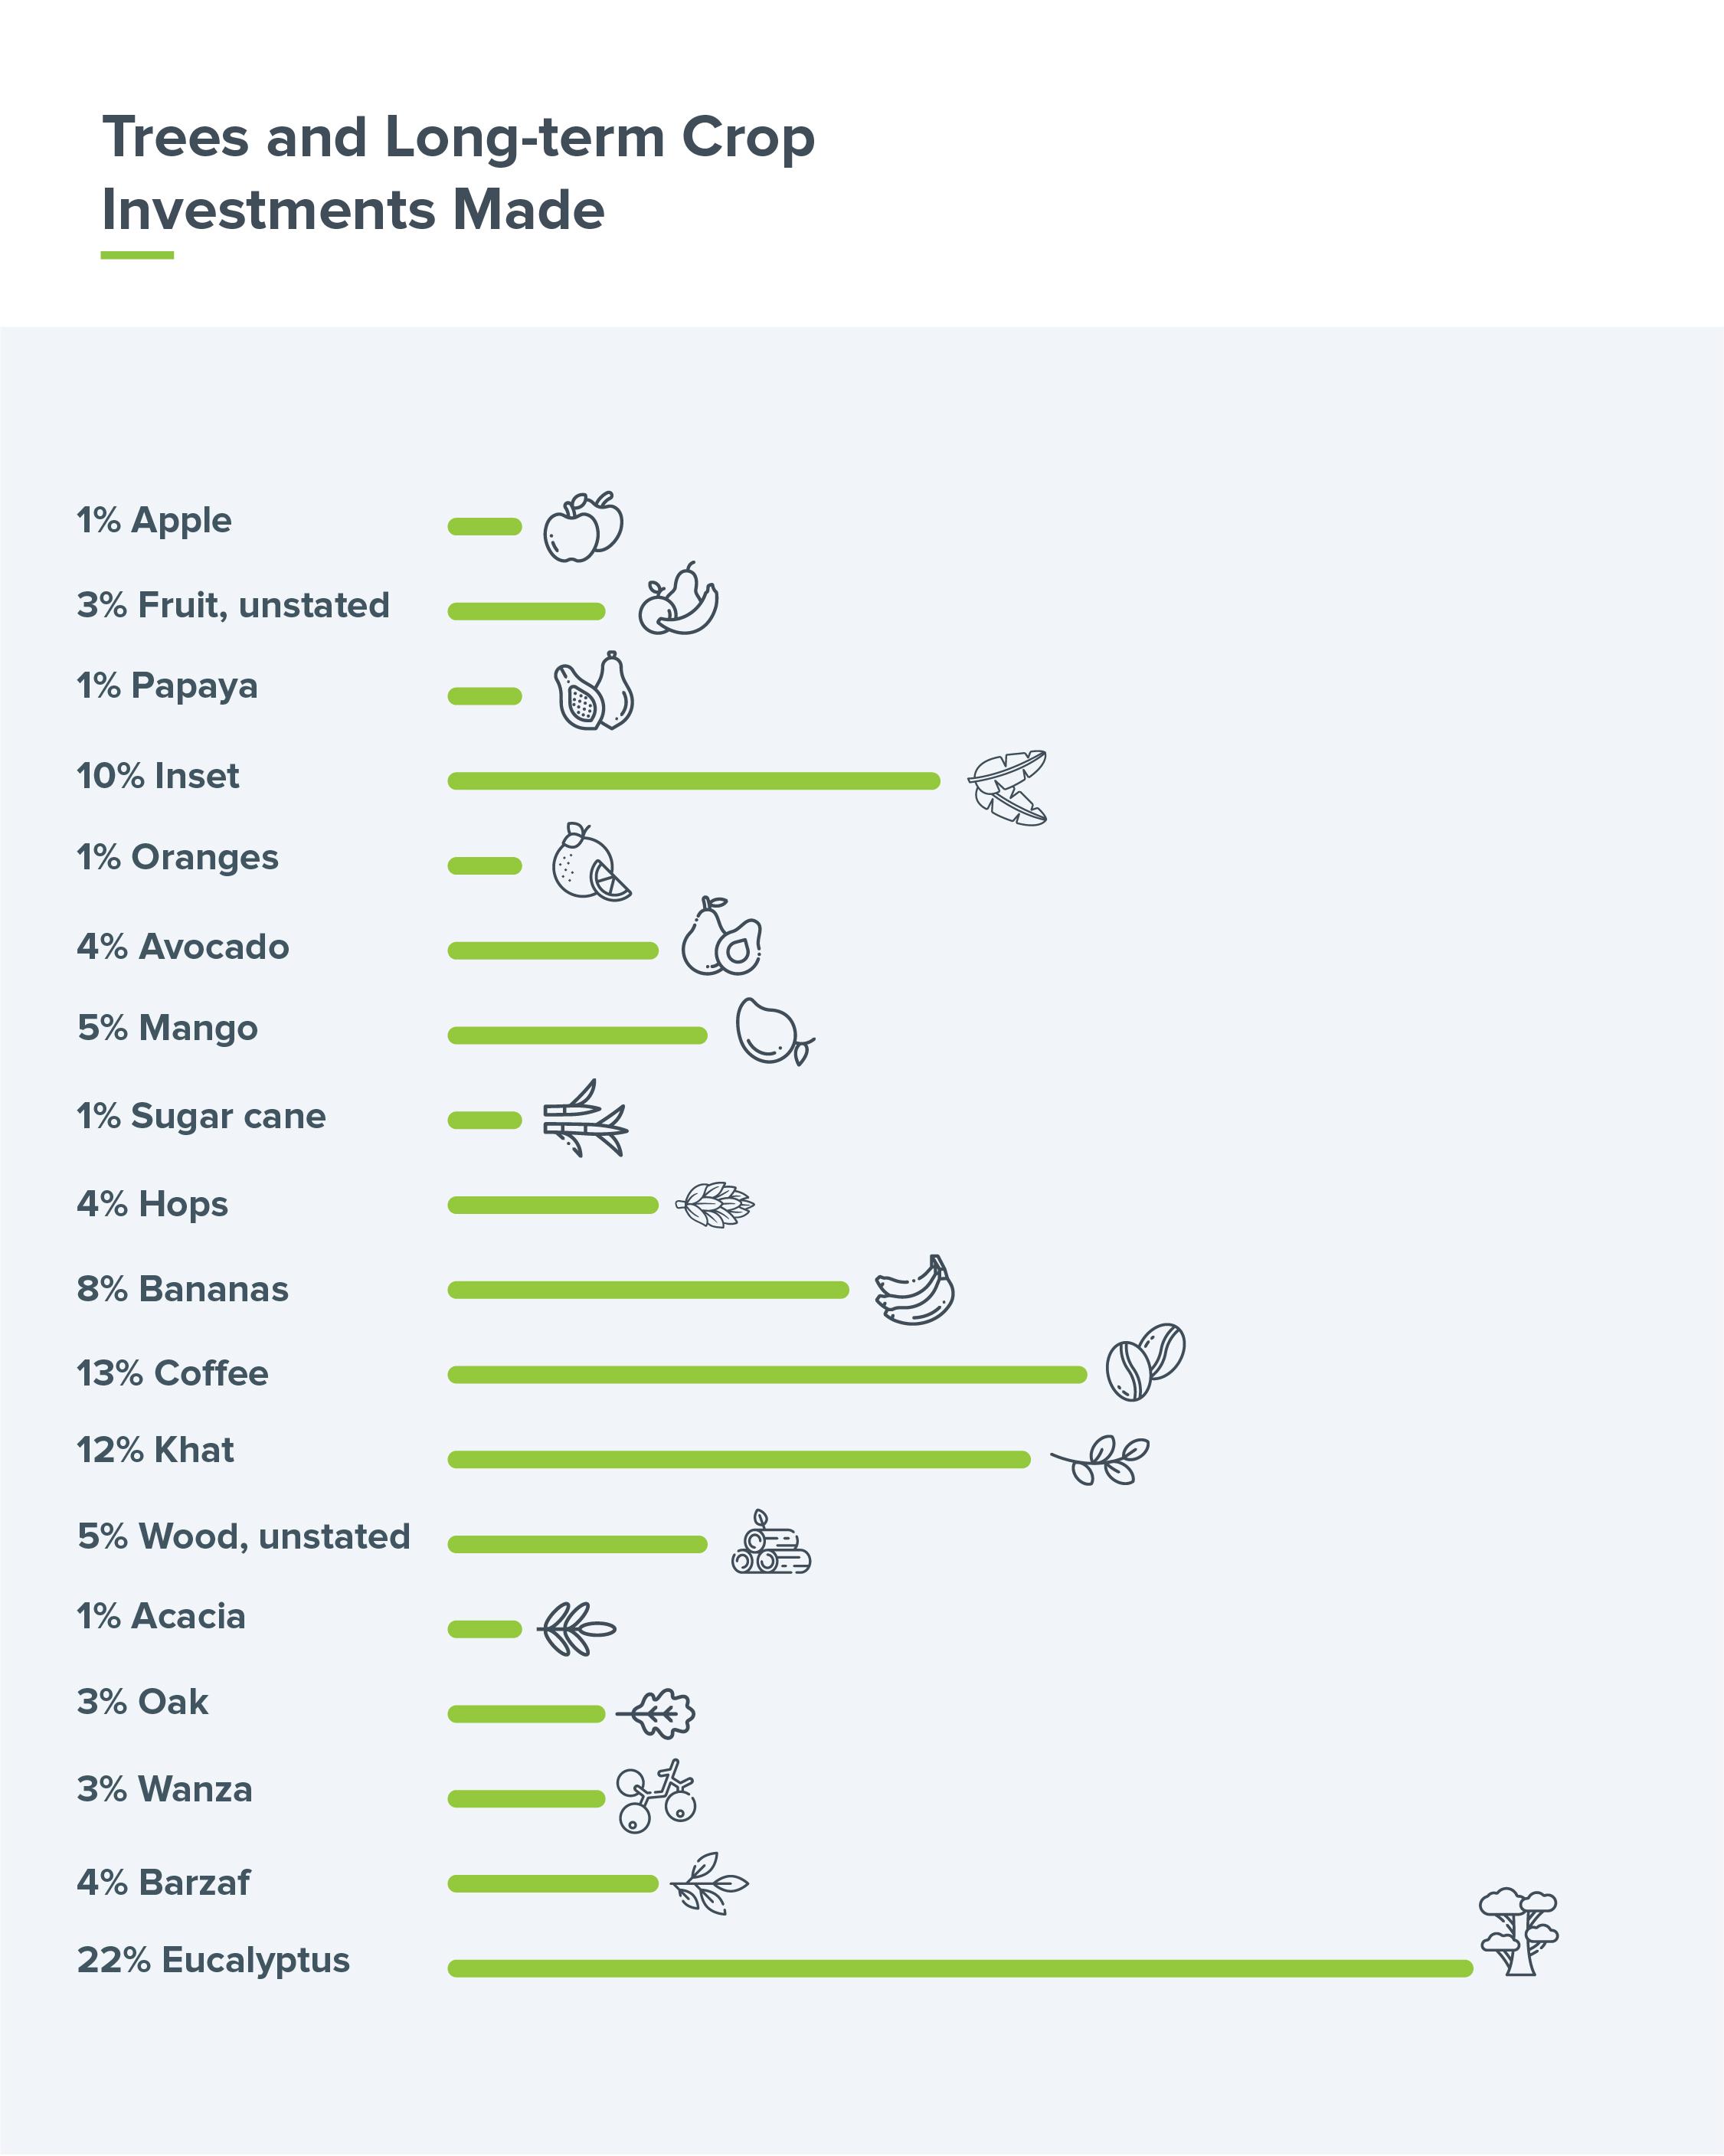 Trees and Long-term Crop
Investments Made
1% Apple
3% Fruit, unstated
1% Papaya
10% Inset
1% Oranges
4% Avocado
5% Mango
1% Sugar cane
4% Hops
8% Bananas
13% Coffee
12% Khat
5% Wood, unstated
1% Acacia
3% Oak
3% Wanza
4% Barzaf
22% Eucalyptus